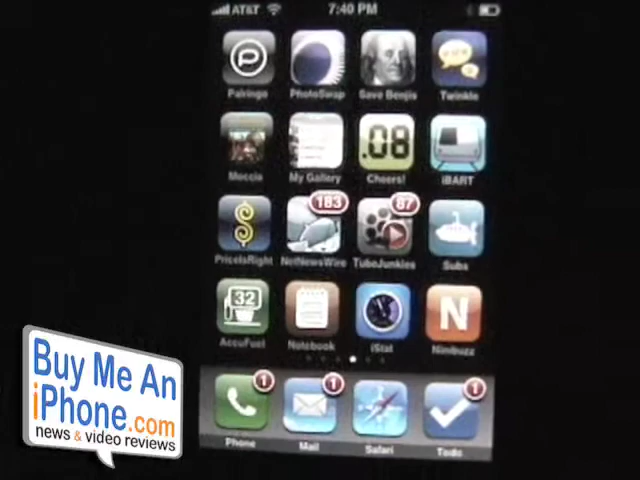 AT&T 7:40 PM
Pairings PhotoSwap Save Benjis Twinkle
.08
Moccio My Gallery Cheers! iBART
183 87
PriceIsRight NetNewsWire TubeJunkies Subs
32 N
AccuFuel Notebook iStat Nimbuzz
1 1 1
Phone Mail Safari Todo
Buy Me An
iPhone.com
news & video reviews